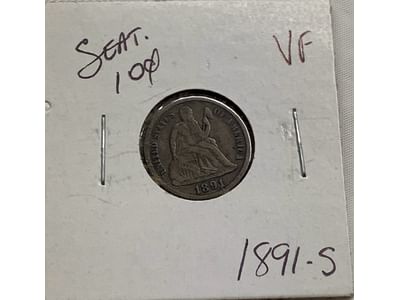 SEAT.
10¢
VF
UNITED STATES OF AMERICA
1891
1891-S